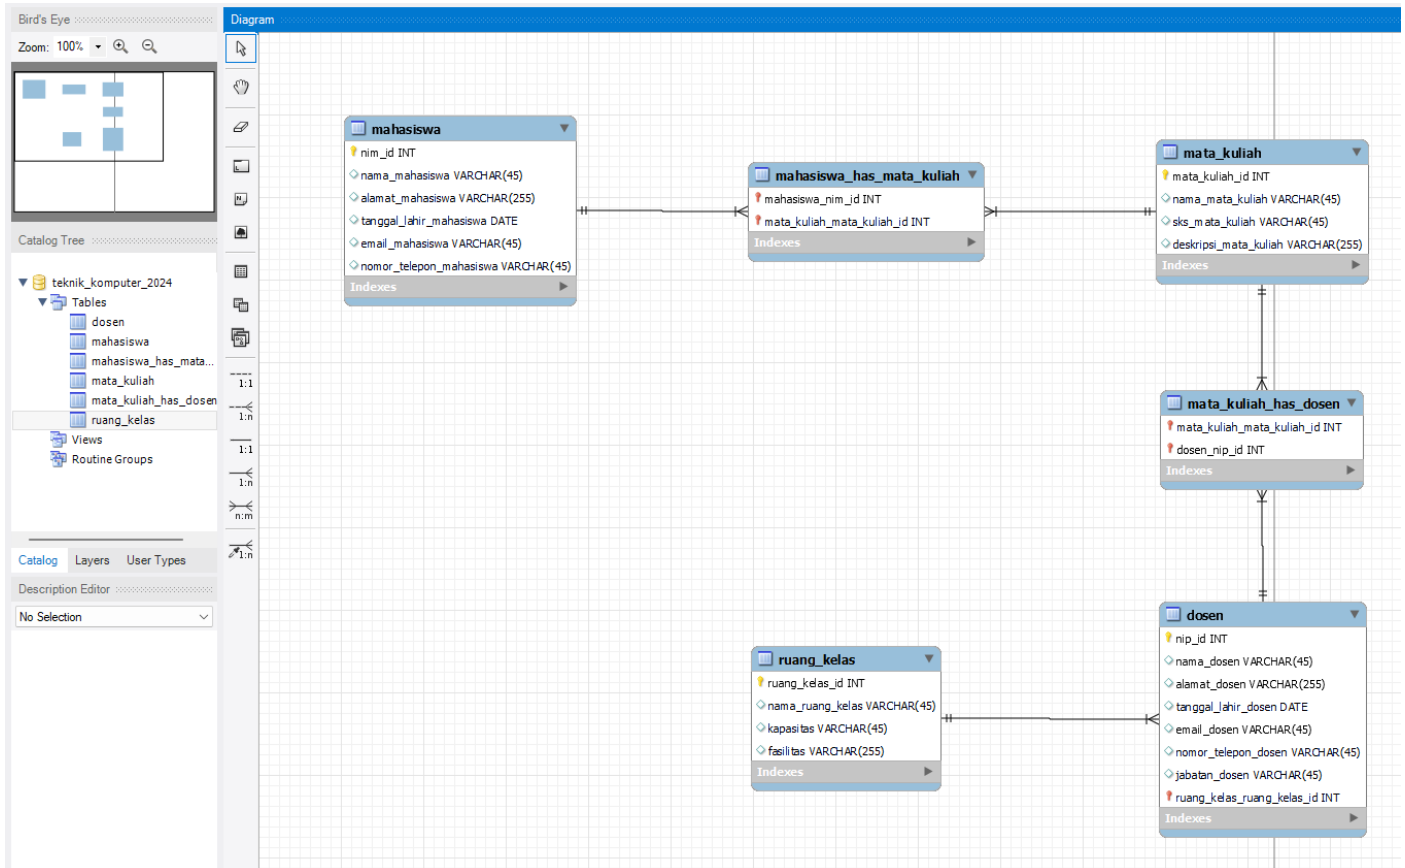 Bird's Eye
Zoom: 100%
Catalog Tree
teknik_komputer_2024
Tables
dosen
mahasiswa
mahasiswa_has_mata...
mata_kuliah
mata_kuliah_has_dosen
ruang_kelas
Views
Routine Groups
Catalog Layers User Types
Description Editor
No Selection
Diagram
1:1
1:n
1:1
1:n
n:m
1:n
mahasiswa
nim_id INT
nama_mahasiswa VARCHAR(45)
alamat_mahasiswa VARCHAR(255)
tanggal_lahir_mahasiswa DATE
email_mahasiswa VARCHAR(45)
nomor_telepon_mahasiswa VARCHAR(45)
Indexes
mahasiswa_has_mata_kuliah
mahasiswa_nim_id INT
mata_kuliah_mata_kuliah_id INT
Indexes
mata_kuliah
mata_kuliah_id INT
nama_mata_kuliah VARCHAR(45)
sks_mata_kuliah VARCHAR(45)
deskripsi_mata_kuliah VARCHAR(255)
Indexes
mata_kuliah_has_dosen
mata_kuliah_mata_kuliah_id INT
dosen_nip_id INT
Indexes
ruang_kelas
ruang_kelas_id INT
nama_ruang_kelas VARCHAR(45)
kapasitas VARCHAR(45)
fasilitas VARCHAR(255)
Indexes
dosen
nip_id INT
nama_dosen VARCHAR(45)
alamat_dosen VARCHAR(255)
tanggal_lahir_dosen DATE
email_dosen VARCHAR(45)
nomor_telepon_dosen VARCHAR(45)
jabatan_dosen VARCHAR(45)
ruang_kelas_ruang_kelas_id INT
Indexes